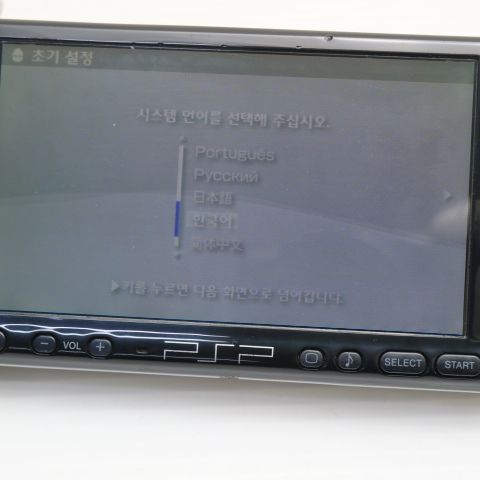 초기 설정
시스템 언어를 선택해 주십시오.
Português
Русский
日本語
한국어
简体中文
▶키를 누르면 다음 화면으로 넘어갑니다.
− VOL +
PSP
♪
SELECT
START